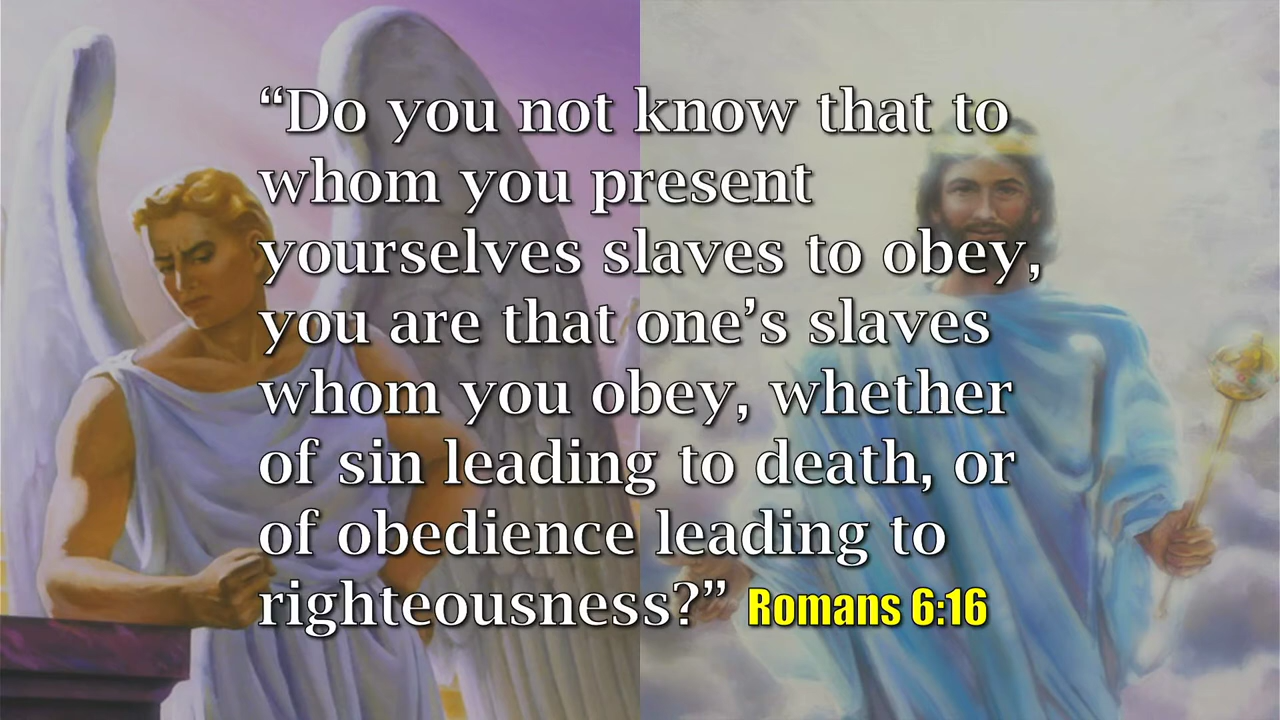 “Do you not know that to
whom you present
yourselves slaves to obey,
you are that one’s slaves
whom you obey, whether
of sin leading to death, or
of obedience leading to
righteousness?” Romans 6:16